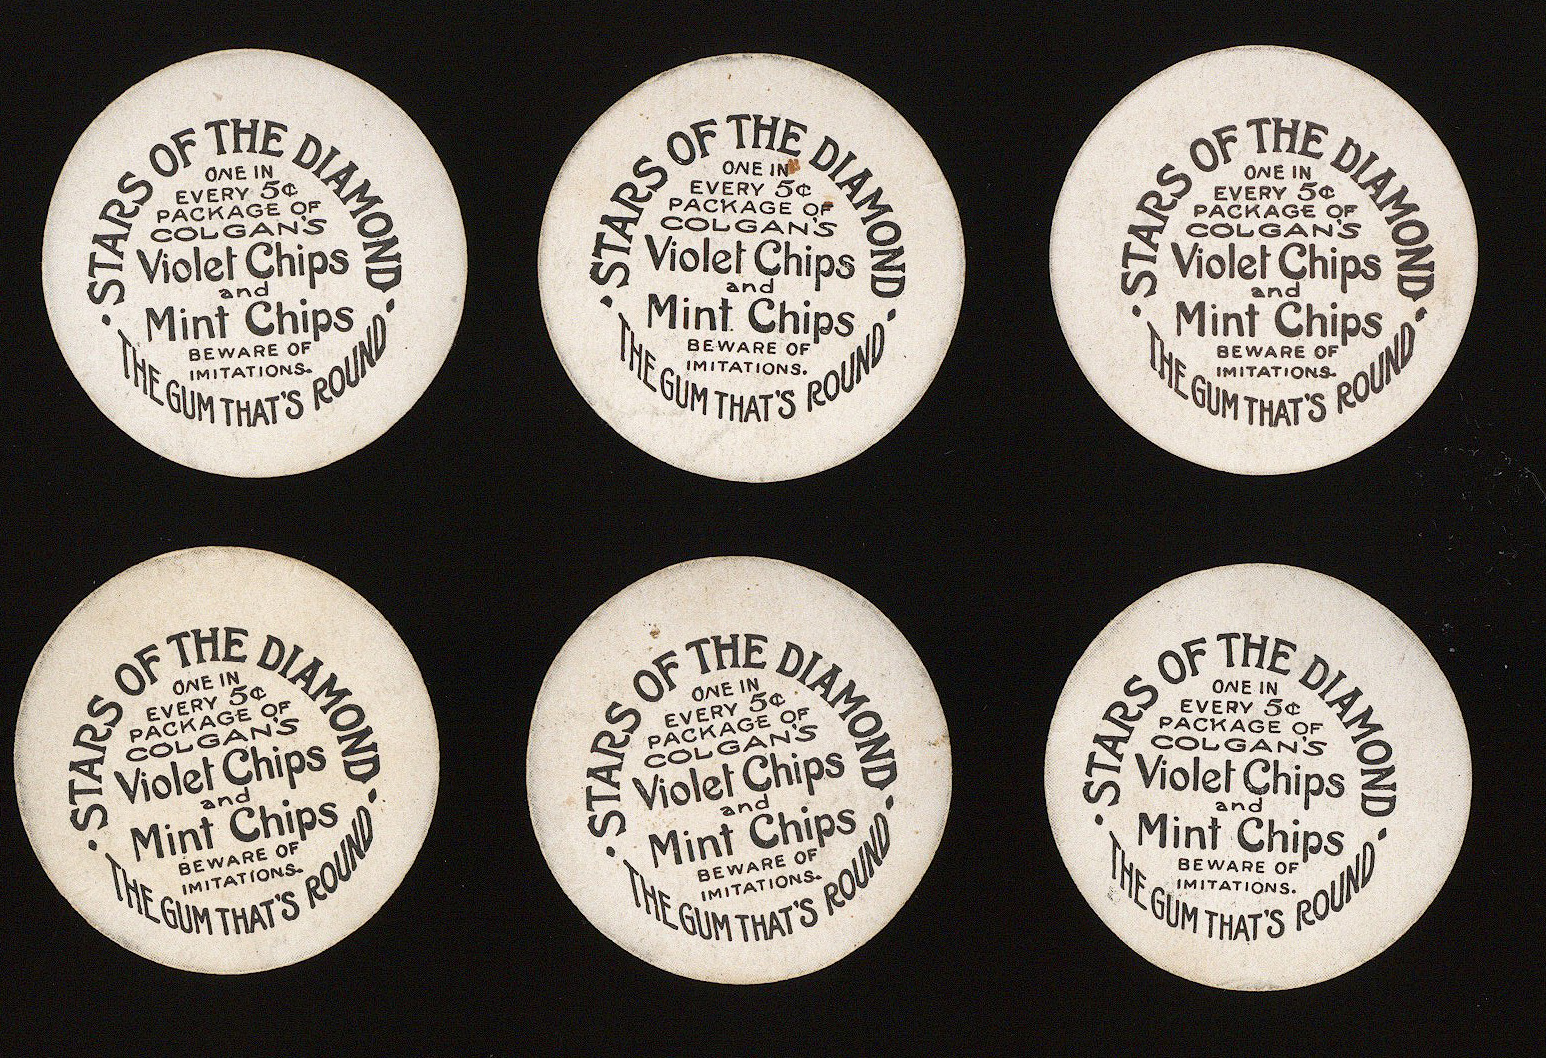 STARS OF THE DIAMOND
ONE IN
EVERY 5¢
PACKAGE OF
COLGAN'S
Violet Chips
and
Mint Chips
BEWARE OF
IMITATIONS.
THE GUM THAT'S ROUND
STARS OF THE DIAMOND
ONE IN
EVERY 5¢
PACKAGE OF
COLGAN'S
Violet Chips
and
Mint Chips
BEWARE OF
IMITATIONS.
THE GUM THAT'S ROUND
STARS OF THE DIAMOND
ONE IN
EVERY 5¢
PACKAGE OF
COLGAN'S
Violet Chips
and
Mint Chips
BEWARE OF
IMITATIONS.
THE GUM THAT'S ROUND
STARS OF THE DIAMOND
ONE IN
EVERY 5¢
PACKAGE OF
COLGAN'S
Violet Chips
and
Mint Chips
BEWARE OF
IMITATIONS.
THE GUM THAT'S ROUND
STARS OF THE DIAMOND
ONE IN
EVERY 5¢
PACKAGE OF
COLGAN'S
Violet Chips
and
Mint Chips
BEWARE OF
IMITATIONS.
THE GUM THAT'S ROUND
STARS OF THE DIAMOND
ONE IN
EVERY 5¢
PACKAGE OF
COLGAN'S
Violet Chips
and
Mint Chips
BEWARE OF
IMITATIONS.
THE GUM THAT'S ROUND